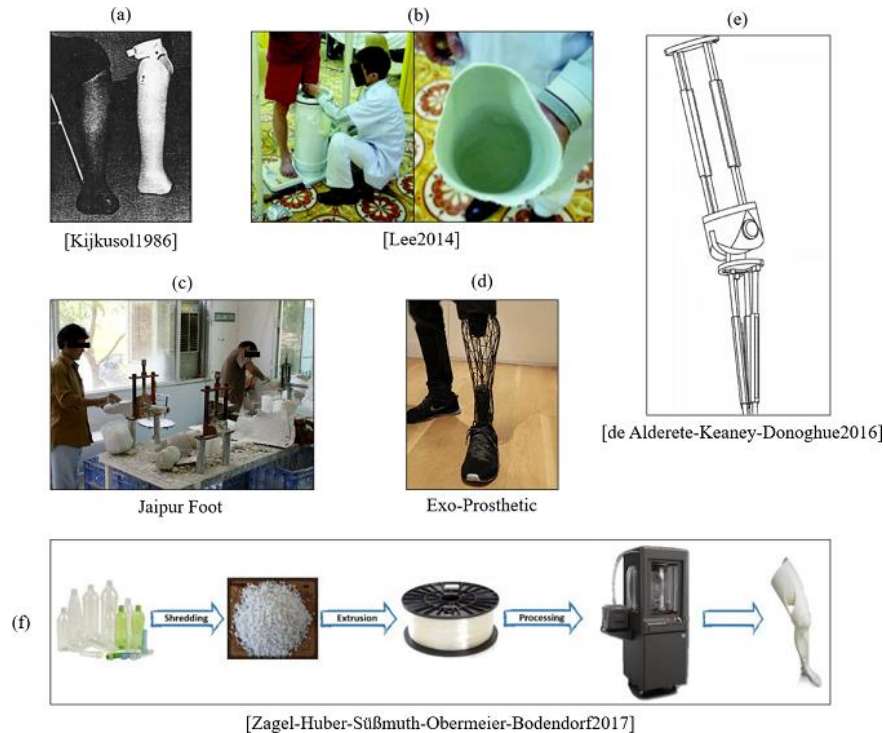 (a)
(b)
(e)
[Kijkusol1986]
[Lee2014]
(c)
(d)
[de Alderete-Keaney-Donoghue2016]
Jaipur Foot
Exo-Prosthetic
(f)
Shredding
Extrusion
Processing
[Zagel-Huber-Süßmuth-Obermeier-Bodendorf2017]